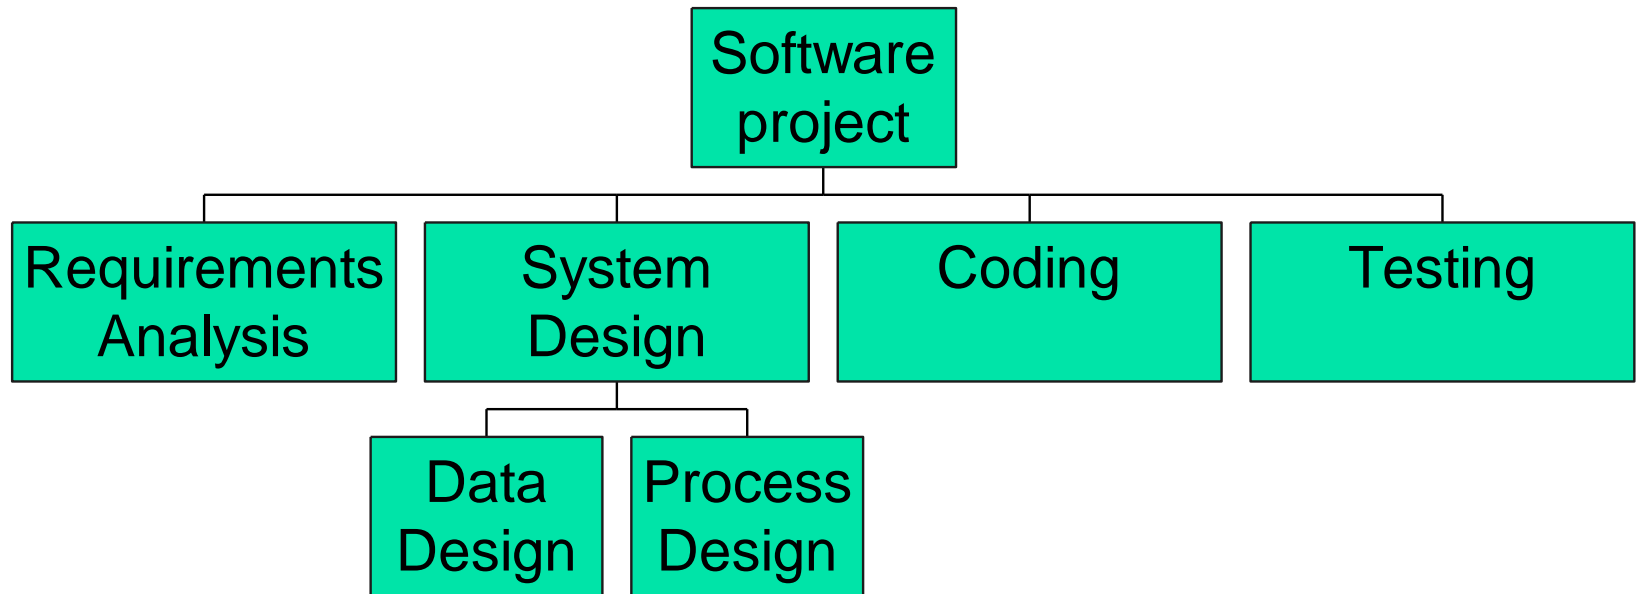 Software
project
Requirements
Analysis
System
Design
Coding
Testing
Data
Design
Process
Design